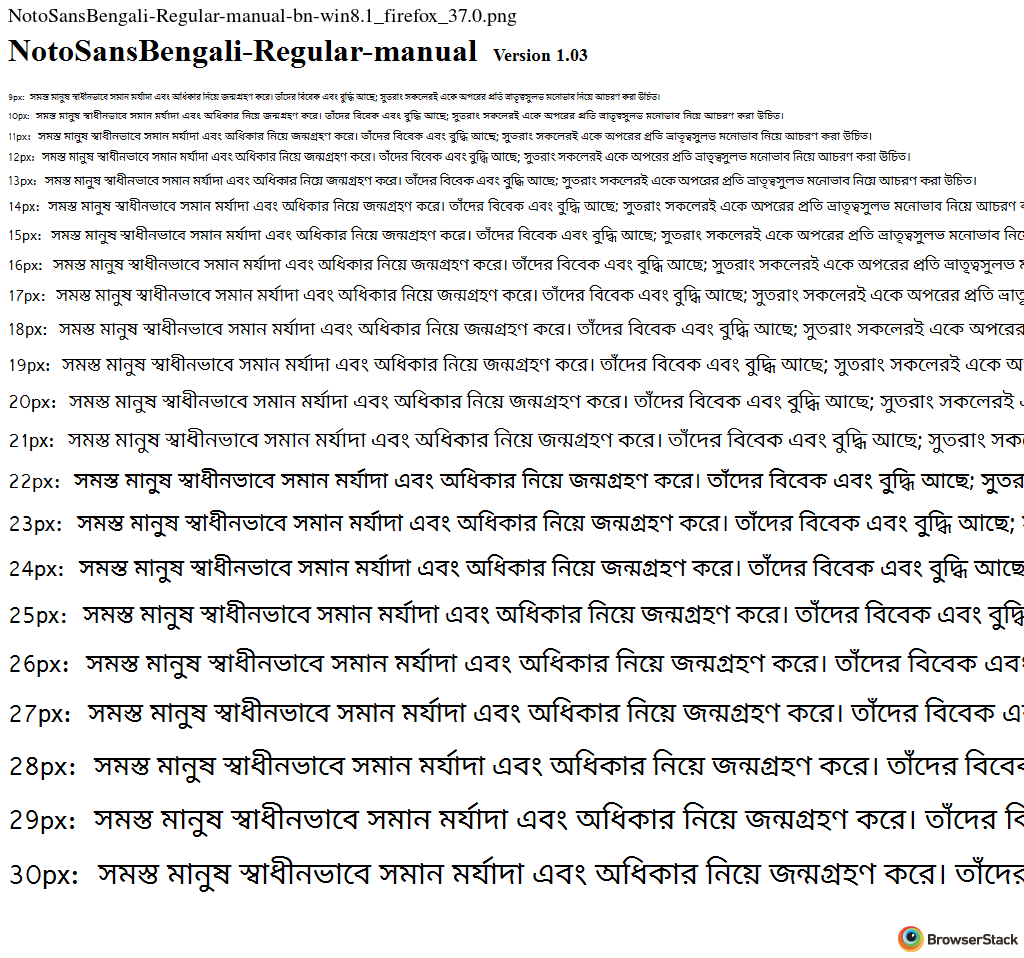 NotoSansBengali-Regular-manual-bn-win8.1_firefox_37.0.png
NotoSansBengali-Regular-manual Version 1.03
9px: সমস্ত মানুষ স্বাধীনভাবে সমান মর্যাদা এবং অধিকার নিয়ে জন্মগ্রহণ করে। তাঁদের বিবেক এবং বুদ্ধি আছে; সুতরাং সকলেরই একে অপরের প্রতি ভ্রাতৃত্বসুলভ মনোভাব নিয়ে আচরণ করা উচিত।
10px: সমস্ত মানুষ স্বাধীনভাবে সমান মর্যাদা এবং অধিকার নিয়ে জন্মগ্রহণ করে। তাঁদের বিবেক এবং বুদ্ধি আছে; সুতরাং সকলেরই একে অপরের প্রতি ভ্রাতৃত্বসুলভ মনোভাব নিয়ে আচরণ করা উচিত।
11px: সমস্ত মানুষ স্বাধীনভাবে সমান মর্যাদা এবং অধিকার নিয়ে জন্মগ্রহণ করে। তাঁদের বিবেক এবং বুদ্ধি আছে; সুতরাং সকলেরই একে অপরের প্রতি ভ্রাতৃত্বসুলভ মনোভাব নিয়ে আচরণ করা উচিত।
12px: সমস্ত মানুষ স্বাধীনভাবে সমান মর্যাদা এবং অধিকার নিয়ে জন্মগ্রহণ করে। তাঁদের বিবেক এবং বুদ্ধি আছে; সুতরাং সকলেরই একে অপরের প্রতি ভ্রাতৃত্বসুলভ মনোভাব নিয়ে আচরণ করা উচিত।
13px: সমস্ত মানুষ স্বাধীনভাবে সমান মর্যাদা এবং অধিকার নিয়ে জন্মগ্রহণ করে। তাঁদের বিবেক এবং বুদ্ধি আছে; সুতরাং সকলেরই একে অপরের প্রতি ভ্রাতৃত্বসুলভ মনোভাব নিয়ে আচরণ করা উচিত।
14px: সমস্ত মানুষ স্বাধীনভাবে সমান মর্যাদা এবং অধিকার নিয়ে জন্মগ্রহণ করে। তাঁদের বিবেক এবং বুদ্ধি আছে; সুতরাং সকলেরই একে অপরের প্রতি ভ্রাতৃত্বসুলভ মনোভাব নিয়ে আচরণ
15px: সমস্ত মানুষ স্বাধীনভাবে সমান মর্যাদা এবং অধিকার নিয়ে জন্মগ্রহণ করে। তাঁদের বিবেক এবং বুদ্ধি আছে; সুতরাং সকলেরই একে অপরের প্রতি ভ্রাতৃত্বসুলভ মনোভাব
16px: সমস্ত মানুষ স্বাধীনভাবে সমান মর্যাদা এবং অধিকার নিয়ে জন্মগ্রহণ করে। তাঁদের বিবেক এবং বুদ্ধি আছে; সুতরাং সকলেরই একে অপরের প্রতি ভ্রাতৃত্বসুলভ
17px: সমস্ত মানুষ স্বাধীনভাবে সমান মর্যাদা এবং অধিকার নিয়ে জন্মগ্রহণ করে। তাঁদের বিবেক এবং বুদ্ধি আছে; সুতরাং সকলেরই একে অপরের প্রতি
18px: সমস্ত মানুষ স্বাধীনভাবে সমান মর্যাদা এবং অধিকার নিয়ে জন্মগ্রহণ করে। তাঁদের বিবেক এবং বুদ্ধি আছে; সুতরাং সকলেরই একে অপরের
19px: সমস্ত মানুষ স্বাধীনভাবে সমান মর্যাদা এবং অধিকার নিয়ে জন্মগ্রহণ করে। তাঁদের বিবেক এবং বুদ্ধি আছে; সুতরাং সকলেরই একে
20px: সমস্ত মানুষ স্বাধীনভাবে সমান মর্যাদা এবং অধিকার নিয়ে জন্মগ্রহণ করে। তাঁদের বিবেক এবং বুদ্ধি আছে; সুতরাং সকলেরই
21px: সমস্ত মানুষ স্বাধীনভাবে সমান মর্যাদা এবং অধিকার নিয়ে জন্মগ্রহণ করে। তাঁদের বিবেক এবং বুদ্ধি আছে; সুতরাং
22px: সমস্ত মানুষ স্বাধীনভাবে সমান মর্যাদা এবং অধিকার নিয়ে জন্মগ্রহণ করে। তাঁদের বিবেক এবং বুদ্ধি আছে;
23px: সমস্ত মানুষ স্বাধীনভাবে সমান মর্যাদা এবং অধিকার নিয়ে জন্মগ্রহণ করে। তাঁদের বিবেক এবং বুদ্ধি আছে;
24px: সমস্ত মানুষ স্বাধীনভাবে সমান মর্যাদা এবং অধিকার নিয়ে জন্মগ্রহণ করে। তাঁদের বিবেক এবং বুদ্ধি আছে
25px: সমস্ত মানুষ স্বাধীনভাবে সমান মর্যাদা এবং অধিকার নিয়ে জন্মগ্রহণ করে। তাঁদের বিবেক এবং বুদ্ধি
26px: সমস্ত মানুষ স্বাধীনভাবে সমান মর্যাদা এবং অধিকার নিয়ে জন্মগ্রহণ করে। তাঁদের বিবেক এবং
27px: সমস্ত মানুষ স্বাধীনভাবে সমান মর্যাদা এবং অধিকার নিয়ে জন্মগ্রহণ করে। তাঁদের বিবেক
28px: সমস্ত মানুষ স্বাধীনভাবে সমান মর্যাদা এবং অধিকার নিয়ে জন্মগ্রহণ করে। তাঁদের বিবেক
29px: সমস্ত মানুষ স্বাধীনভাবে সমান মর্যাদা এবং অধিকার নিয়ে জন্মগ্রহণ করে। তাঁদের
30px: সমস্ত মানুষ স্বাধীনভাবে সমান মর্যাদা এবং অধিকার নিয়ে জন্মগ্রহণ করে। তাঁদের
BrowserStack